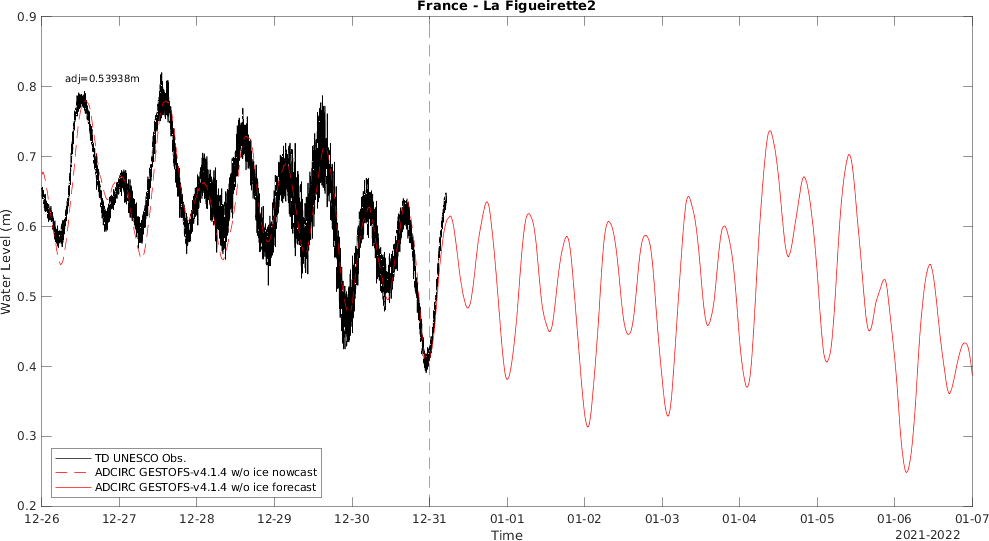 France - La Figueirette2
0.9
0.8
0.7
0.6
0.5
0.4
0.3
0.2
Water Level (m)
adj=0.53938m
TD UNESCO Obs.
ADCIRC GESTOFS-v4.1.4 w/o ice nowcast
ADCIRC GESTOFS-v4.1.4 w/o ice forecast
12-26 12-27 12-28 12-29 12-30 12-31 01-01 01-02 01-03 01-04 01-05 01-06 01-07
Time
2021-2022